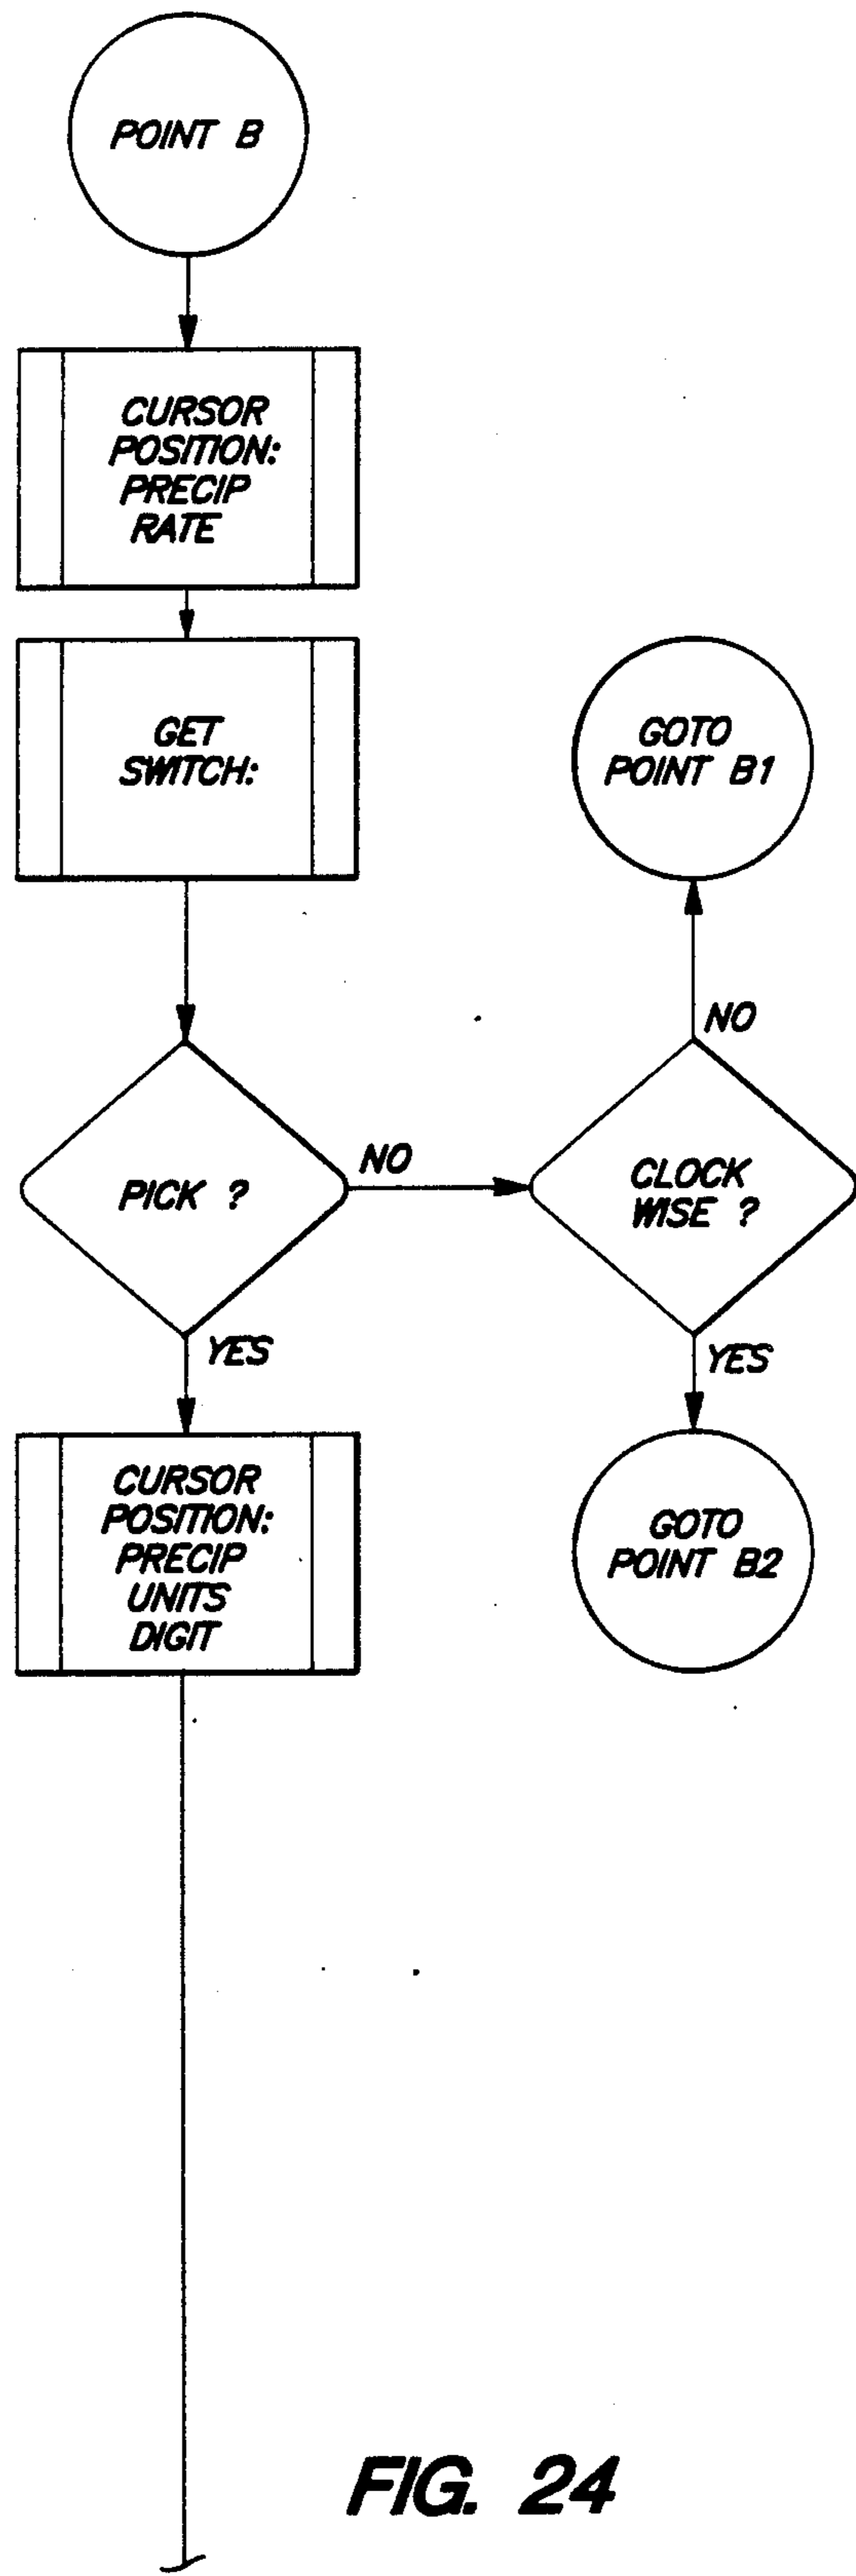 POINT B
CURSOR
POSITION:
PRECIP
RATE
GET
SWITCH:
GOTO
POINT B1
NO
PICK ?
NO
CLOCK
WISE ?
YES
YES
CURSOR
POSITION:
PRECIP
UNITS
DIGIT
GOTO
POINT B2
FIG. 24